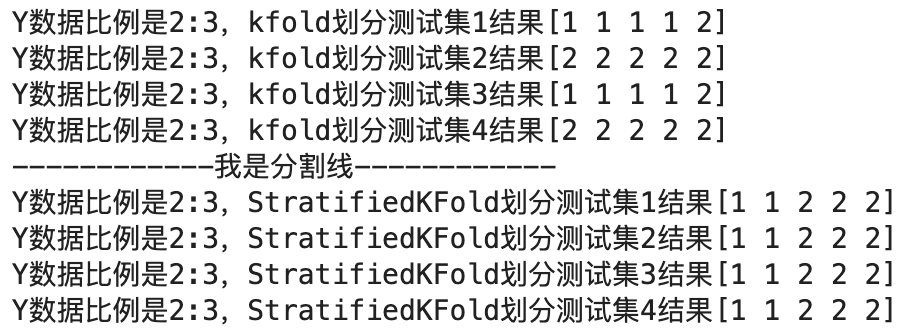 Y数据比例是2:3，kfold划分测试集1结果[1 1 1 1 2]
Y数据比例是2:3，kfold划分测试集2结果[2 2 2 2 2]
Y数据比例是2:3，kfold划分测试集3结果[1 1 1 1 2]
Y数据比例是2:3，kfold划分测试集4结果[2 2 2 2 2]
------------我是分割线------------
Y数据比例是2:3，StratifiedKFold划分测试集1结果[1 1 2 2 2]
Y数据比例是2:3，StratifiedKFold划分测试集2结果[1 1 2 2 2]
Y数据比例是2:3，StratifiedKFold划分测试集3结果[1 1 2 2 2]
Y数据比例是2:3，StratifiedKFold划分测试集4结果[1 1 2 2 2]